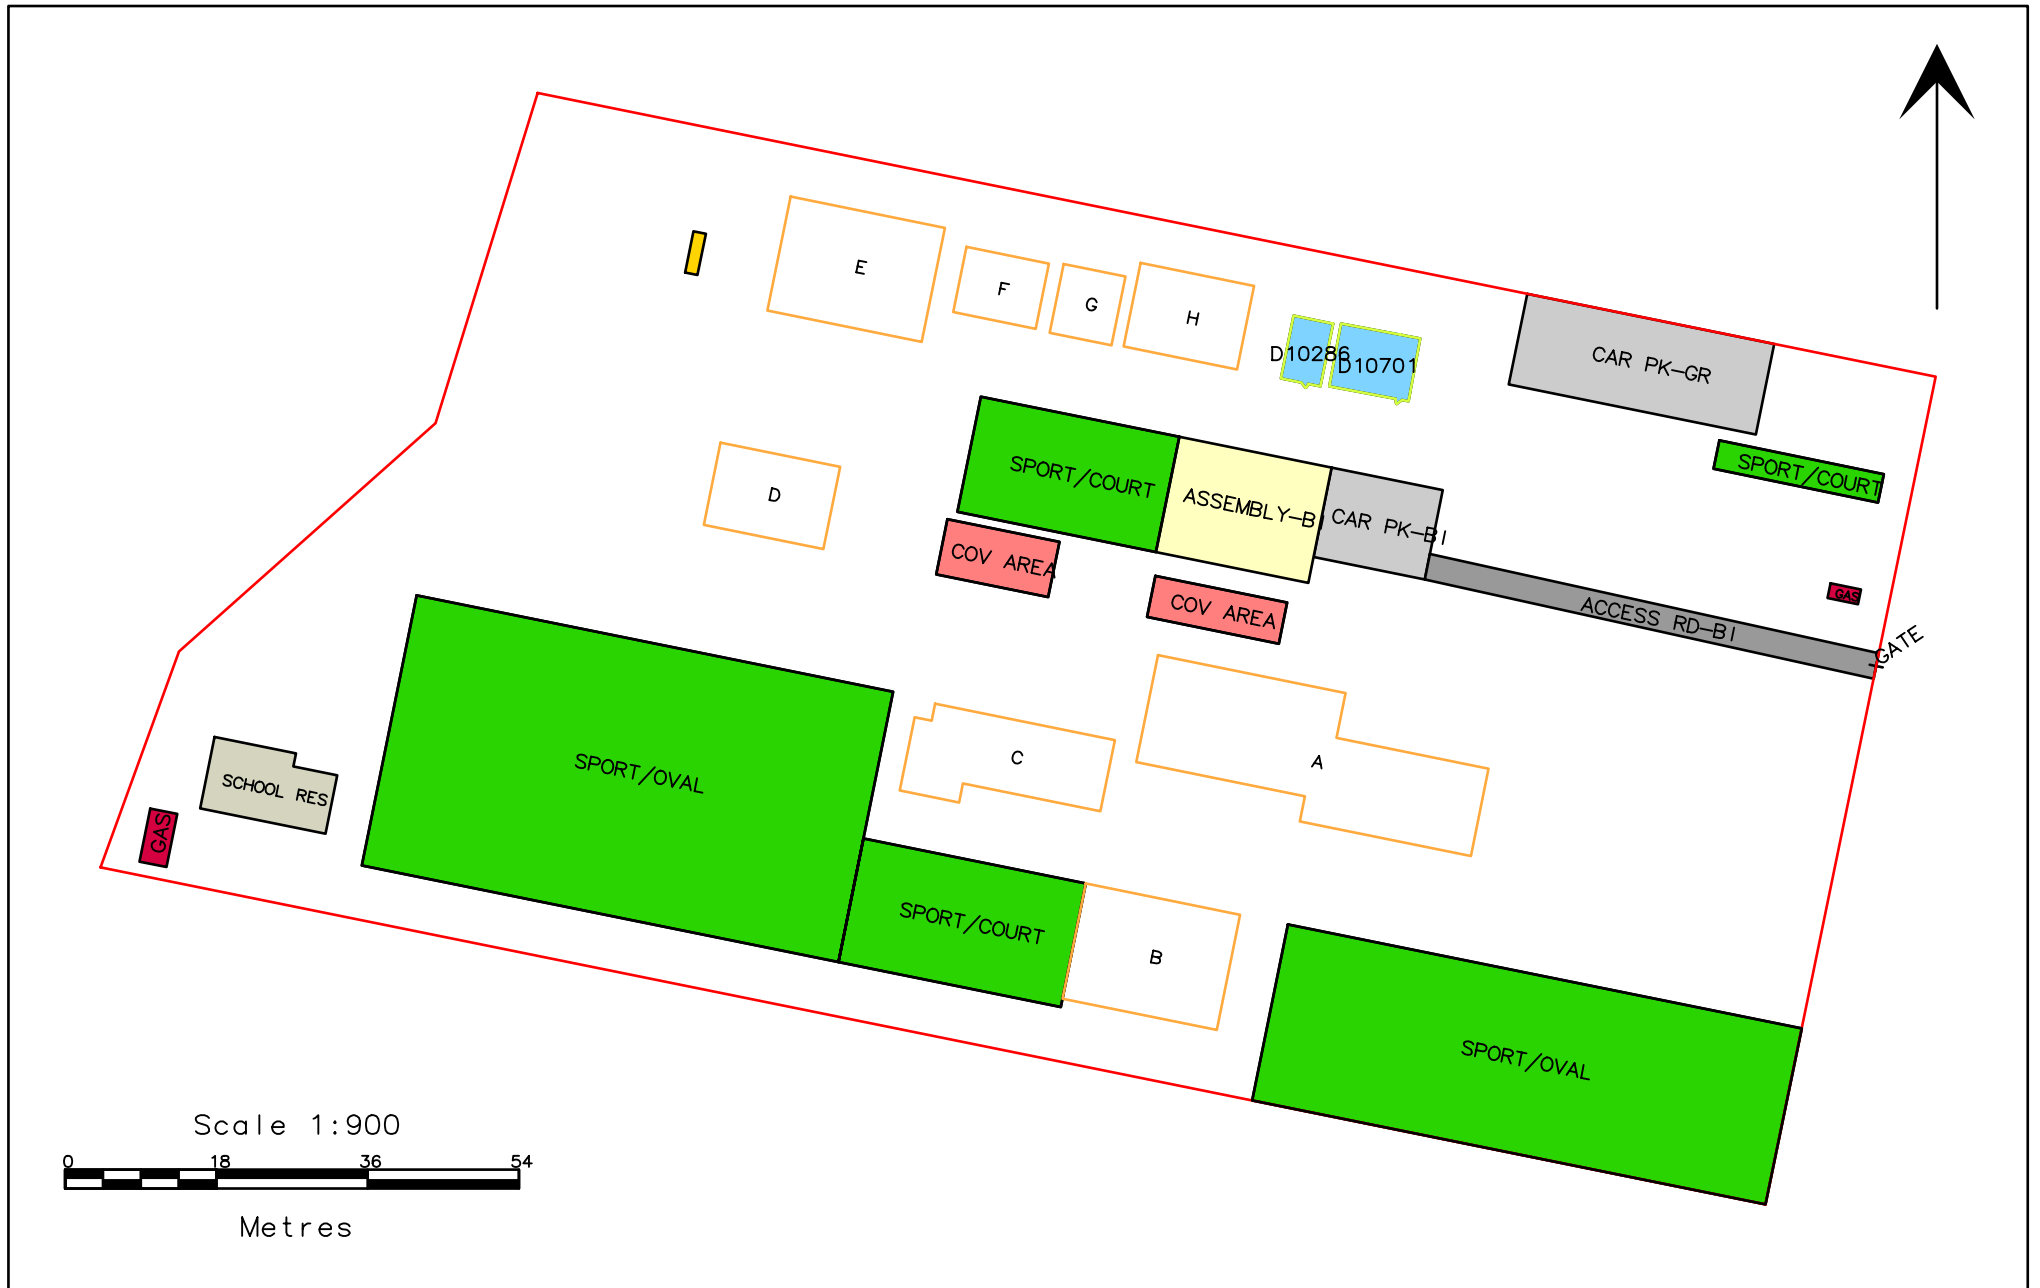 E
F
G
H
D10286
D10701
CAR PK-GR
SPORT/COURT
SPORT/COURT
D
ASSEMBLY-BI
CAR PK-BI
COV AREA
COV AREA
GAS
ACCESS RD-BI
GATE
SPORT/OVAL
C
A
SCHOOL RES
GAS
SPORT/COURT
B
SPORT/OVAL
Scale 1:900
0 18 36 54
Metres